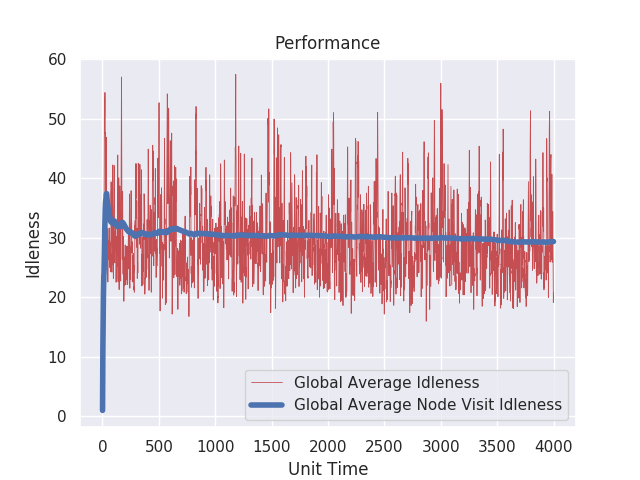 Performance
60
50
40
30
20
10
0
Idleness
Global Average Idleness
Global Average Node Visit Idleness
0 500 1000 1500 2000 2500 3000 3500 4000
Unit Time